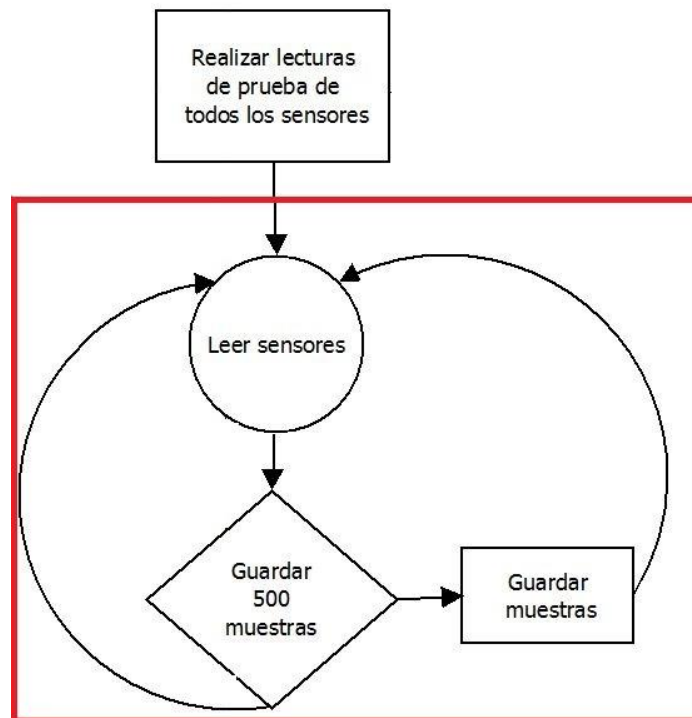 Realizar lecturas
de prueba de
todos los sensores
Leer sensores
Guardar
500
muestras
Guardar
muestras